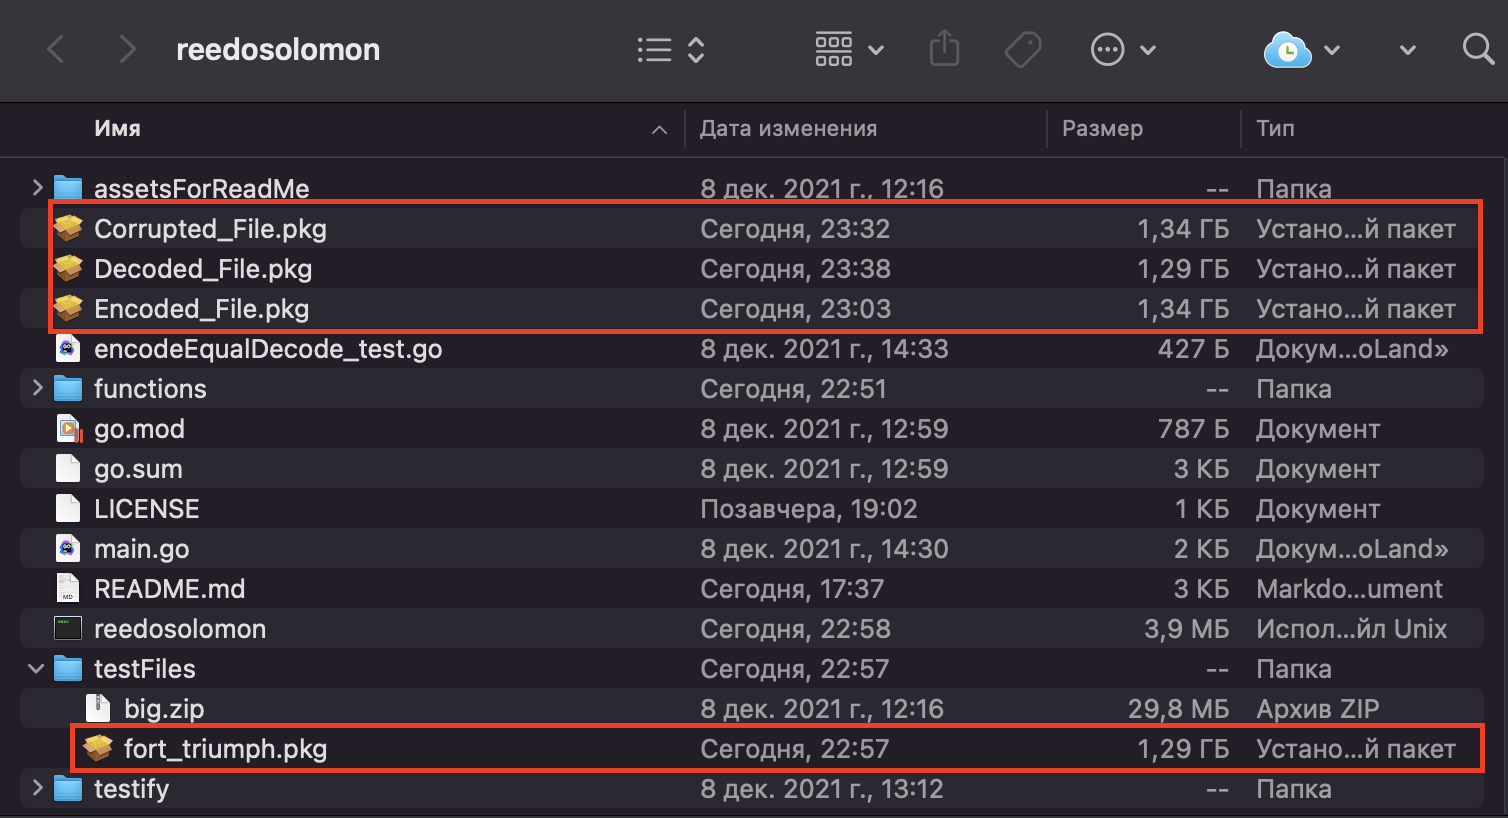 reedosolomon
Имя Дата изменения Размер Тип
assetsForReadMe 8 дек. 2021 г., 12:16 -- Папка
Corrupted_File.pkg Сегодня, 23:32 1,34 ГБ Устано...й пакет
Decoded_File.pkg Сегодня, 23:38 1,29 ГБ Устано...й пакет
Encoded_File.pkg Сегодня, 23:03 1,34 ГБ Устано...й пакет
encodeEqualDecode_test.go 8 дек. 2021 г., 14:33 427 Б Докум...oLand»
functions Сегодня, 22:51 -- Папка
go.mod 8 дек. 2021 г., 12:59 787 Б Документ
go.sum 8 дек. 2021 г., 12:59 3 КБ Документ
LICENSE Позавчера, 19:02 1 КБ Документ
main.go 8 дек. 2021 г., 14:30 2 КБ Докум...oLand»
README.md Сегодня, 17:37 3 КБ Markdo...ument
reedosolomon Сегодня, 22:58 3,9 МБ Испол...йл Unix
testFiles Сегодня, 22:57 -- Папка
big.zip 8 дек. 2021 г., 12:16 29,8 МБ Архив ZIP
fort_triumph.pkg Сегодня, 22:57 1,29 ГБ Устано...й пакет
testify 8 дек. 2021 г., 13:12 -- Папка